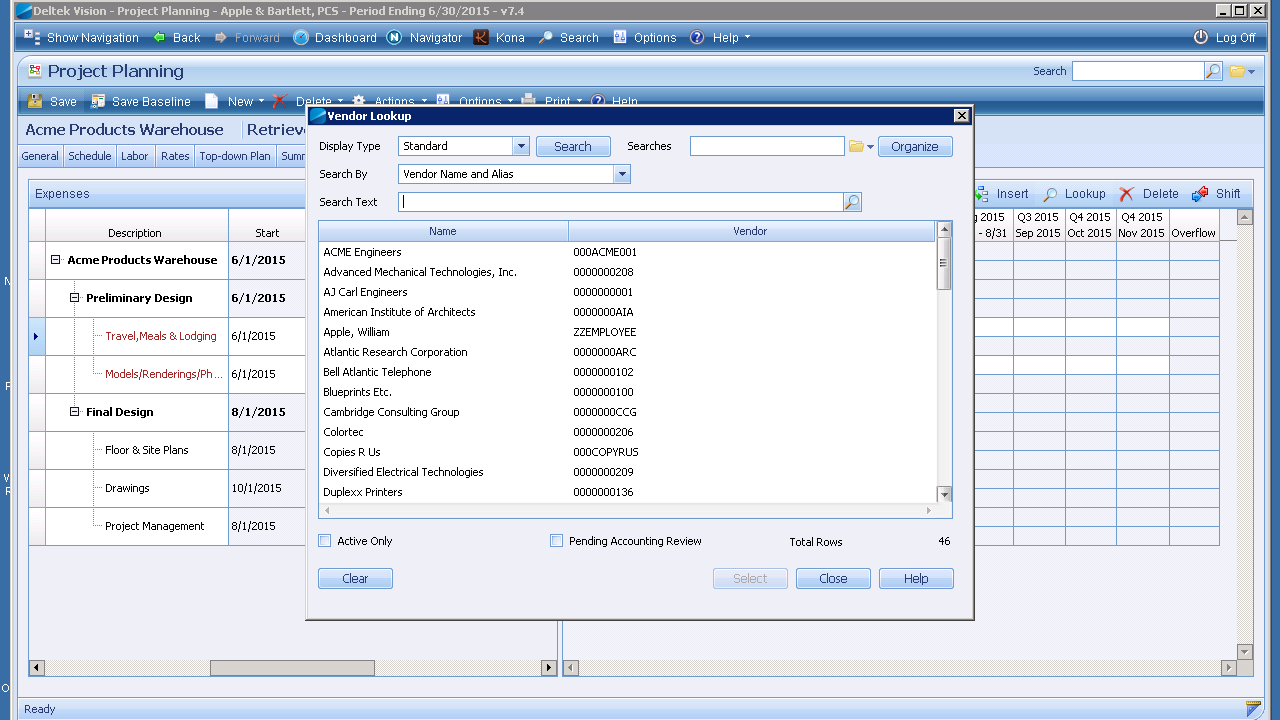 Deltek Vision - Project Planning - Apple & Bartlett, PCS - Period Ending 6/30/2015 - v7.4
Show Navigation Back Forward Dashboard Navigator Kona Search Options Help Log Off
Project Planning Search
Save Save Baseline New Delete Actions Options Print Help
Acme Products Warehouse Retrieve
General Schedule Labor Rates Top-down Plan
Expenses Insert Lookup Delete Shift
Description Start
2015 Q3 2015 Q4 2015 Q4 2015
- 8/31 Sep 2015 Oct 2015 Nov 2015 Overflow
Acme Products Warehouse 6/1/2015
Preliminary Design 6/1/2015
Travel,Meals & Lodging 6/1/2015
Models/Renderings/Ph ... 6/1/2015
Final Design 8/1/2015
Floor & Site Plans 8/1/2015
Drawings 10/1/2015
Project Management 8/1/2015
Vendor Lookup
Display Type Standard Search Searches Organize
Search By Vendor Name and Alias
Search Text
Name Vendor
ACME Engineers 000ACME001
Advanced Mechanical Technologies, Inc. 0000000208
AJ Carl Engineers 0000000001
American Institute of Architects 0000000AIA
Apple, William ZZEMPLOYEE
Atlantic Research Corporation 0000000ARC
Bell Atlantic Telephone 0000000102
Blueprints Etc. 0000000100
Cambridge Consulting Group 0000000CCG
Colortec 0000000206
Copies R Us 000COPYRUS
Diversified Electrical Technologies 0000000209
Duplexx Printers 0000000136
Active Only Pending Accounting Review Total Rows 46
Clear Select Close Help
Ready